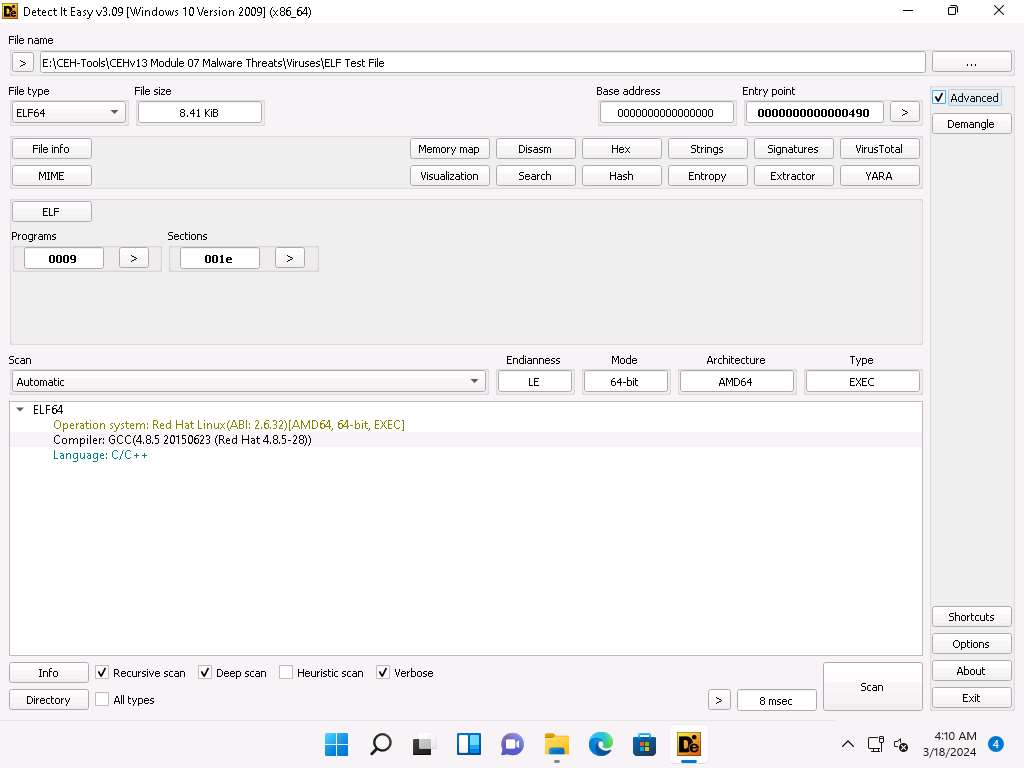 Detect It Easy v3.09 [Windows 10 Version 2009] (x86_64)
File name
> E:\CEH-Tools\CEHv13 Module 07 Malware Threats\Viruses\ELF Test File ...
File type File size Base address Entry point
ELF64 8.41 KiB 0000000000000000 0000000000000490 >
Advanced
Demangle
File info Memory map Disasm Hex Strings Signatures VirusTotal
MIME Visualization Search Hash Entropy Extractor YARA
ELF
Programs Sections
0009 > 001e >
Scan Endianness Mode Architecture Type
Automatic LE 64-bit AMD64 EXEC
ELF64
Operation system: Red Hat Linux(ABI: 2.6.32)[AMD64, 64-bit, EXEC]
Compiler: GCC(4.8.5 20150623 (Red Hat 4.8.5-28))
Language: C/C++
Shortcuts
Options
About
Exit
Info Recursive scan Deep scan Heuristic scan Verbose
Directory All types > 8 msec Scan
4:10 AM
3/18/2024
4